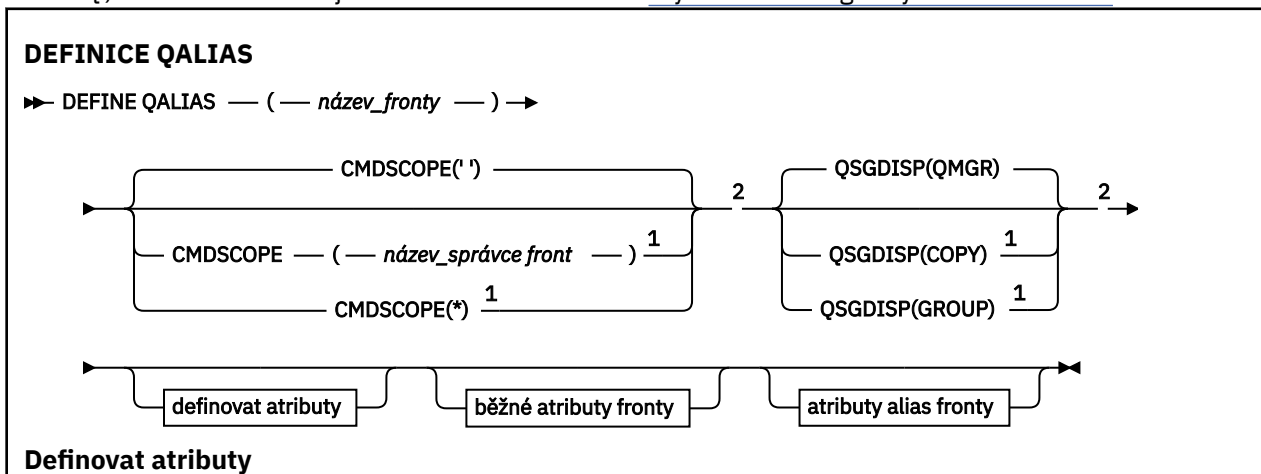 DEFINICE QALIAS
DEFINE QALIAS ( název_fronty )
CMDSCOPE(' ')
CMDSCOPE ( název_správce front ) 1
CMDSCOPE(*) 1
2
QSGDISP(QMGR)
QSGDISP(COPY) 1
QSGDISP(GROUP) 1
2
definovat atributy
běžné atributy fronty
atributy alias fronty
Definovat atributy